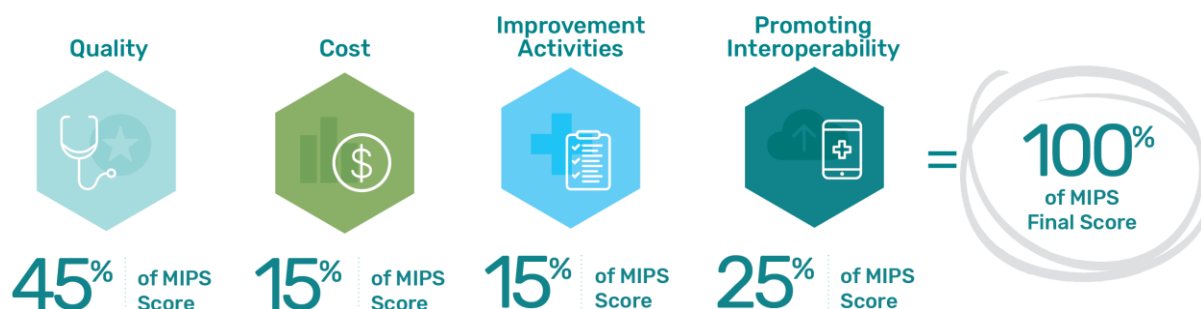 Quality
45% of MIPS
Score
Cost
15% of MIPS
Score
Improvement
Activities
15% of MIPS
Score
Promoting
Interoperability
25% of MIPS
Score
=
100%
of MIPS
Final Score